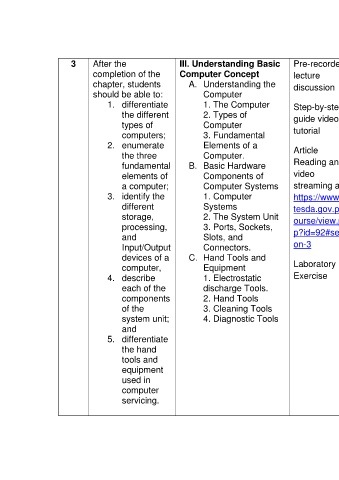 3
After the
completion of the
chapter, students
should be able to:
1. differentiate
the different
types of
computers;
2. enumerate
the three
fundamental
elements of
a computer;
3. identify the
different
storage,
processing,
and
Input/Output
devices of a
computer,
4. describe
each of the
components
of the
system unit;
and
5. differentiate
the hand
tools and
equipment
used in
computer
servicing.
III. Understanding Basic
Computer Concept
A. Understanding the
Computer
1. The Computer
2. Types of
Computer
3. Fundamental
Elements of a
Computer.
B. Basic Hardware
Components of
Computer Systems
1. Computer
Systems
2. The System Unit
3. Ports, Sockets,
Slots, and
Connectors.
C. Hand Tools and
Equipment
1. Electrostatic
discharge Tools.
2. Hand Tools
3. Cleaning Tools
4. Diagnostic Tools
Pre-recorde
lecture
discussion
Step-by-ste
guide video
tutorial
Article
Reading an
video
streaming a
https://www
tesda.gov.p
ourse/view.
p?id=92#se
on-3
Laboratory
Exercise